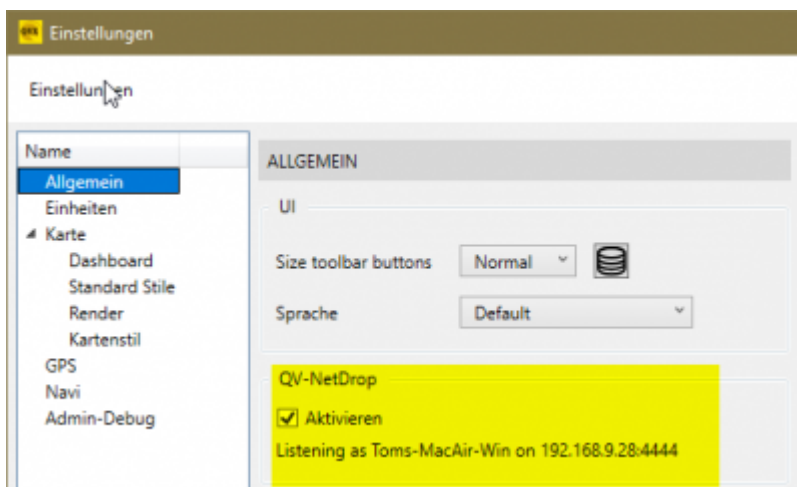 Einstellungen
Einstellungen
Name
Allgemein
Einheiten
Karte
Dashboard
Standard Stile
Render
Kartenstil
GPS
Navi
Admin-Debug
ALLGEMEIN
UI
Size toolbar buttons Normal
Sprache Default
QV-NetDrop
Aktivieren
Listening as Toms-MacAir-Win on 192.168.9.28:4444